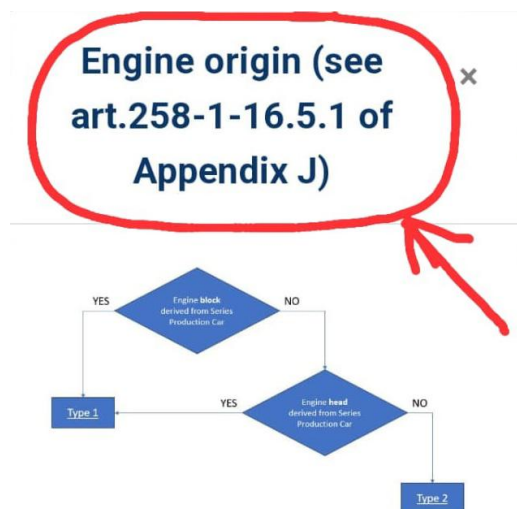 Engine origin (see
art.258-1-16.5.1 of
Appendix J)
×
YES
Engine block
derived from Series
Production Car
NO
Type 1
YES
Engine head
derived from Series
Production Car
NO
Type 2